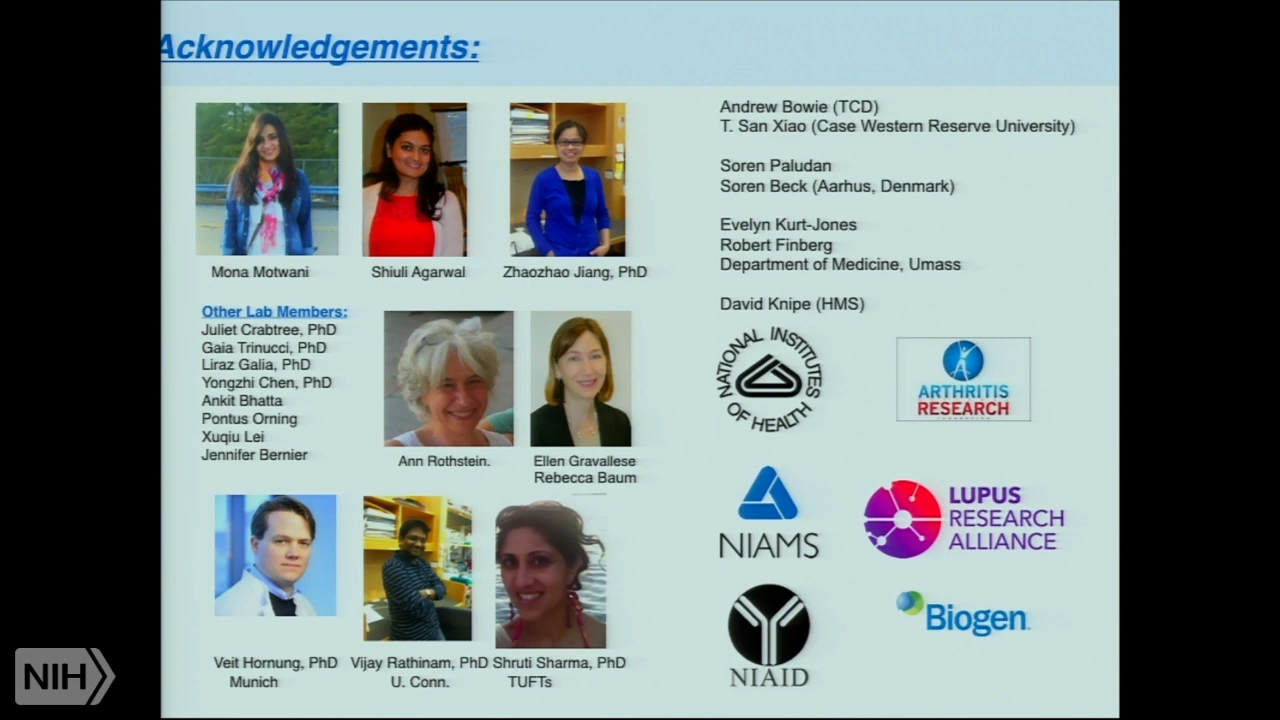 Acknowledgements:
Mona Motwani
Shiuli Agarwal
Zhaozhao Jiang, PhD
Other Lab Members:
Juliet Crabtree, PhD
Gaia Trinucci, PhD
Liraz Galia, PhD
Yongzhi Chen, PhD
Ankit Bhatta
Pontus Orning
Xuqiu Lei
Jennifer Bernier
Ann Rothstein.
Ellen Gravallese
Rebecca Baum
Veit Hornung, PhD
Munich
Vijay Rathinam, PhD
U. Conn.
Shruti Sharma, PhD
TUFTs
Andrew Bowie (TCD)
T. San Xiao (Case Western Reserve University)
Soren Paludan
Soren Beck (Aarhus, Denmark)
Evelyn Kurt-Jones
Robert Finberg
Department of Medicine, Umass
David Knipe (HMS)
NATIONAL INSTITUTES
OF HEALTH
ARTHRITIS
RESEARCH
NIAMS
LUPUS
RESEARCH
ALLIANCE
NIAID
Biogen
NIH